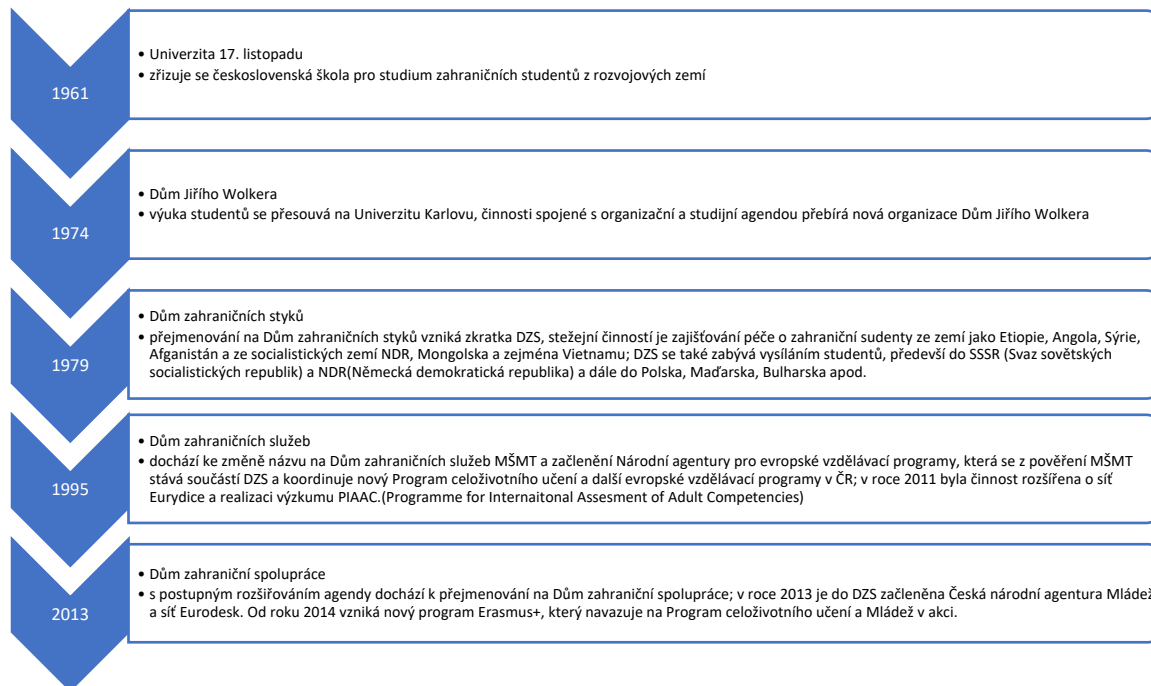 1961
• Univerzita 17. listopadu
• zřizuje se československá škola pro studium zahraničních studentů z rozvojových zemí
1974
• Dům Jiřího Wolkera
• výuka studentů se přesouvá na Univerzitu Karlovu, činnosti spojené s organizační a studijní agendou přebírá nová organizace Dům Jiřího Wolkera
1979
• Dům zahraničních styků
• přejmenování na Dům zahraničních styků vzniká zkratka DZS, stežejní činností je zajišťování péče o zahraniční sudenty ze zemí jako Etiopie, Angola, Sýrie,
Afganistán a ze socialistických zemí NDR, Mongolska a zejména Vietnamu; DZS se také zabývá vysíláním studentů, především do SSSR (Svaz sovětských
socialistických republik) a NDR(Německá demokratická republika) a dále do Polska, Maďarska, Bulharska apod.
1995
• Dům zahraničních služeb
• dochází ke změně názvu na Dům zahraničních služeb MŠMT a začlenění Národní agentury pro evropské vzdělávací programy, která se z pověření MŠMT
stává součástí DZS a koordinuje nový Program celoživotního učení a další evropské vzdělávací programy v ČR; v roce 2011 byla činnost rozšířena o síť
Eurydice a realizaci výzkumu PIAAC.(Programme for Internaitonal Assesment of Adult Competencies)
2013
• Dům zahraniční spolupráce
• s postupným rozšiřováním agendy dochází k přejmenování na Dům zahraniční spolupráce; v roce 2013 je do DZS začleněna Česká národní agentura Mládež
a síť Eurodesk. Od roku 2014 vzniká nový program Erasmus+, který navazuje na Program celoživotního učení a Mládež v akci.